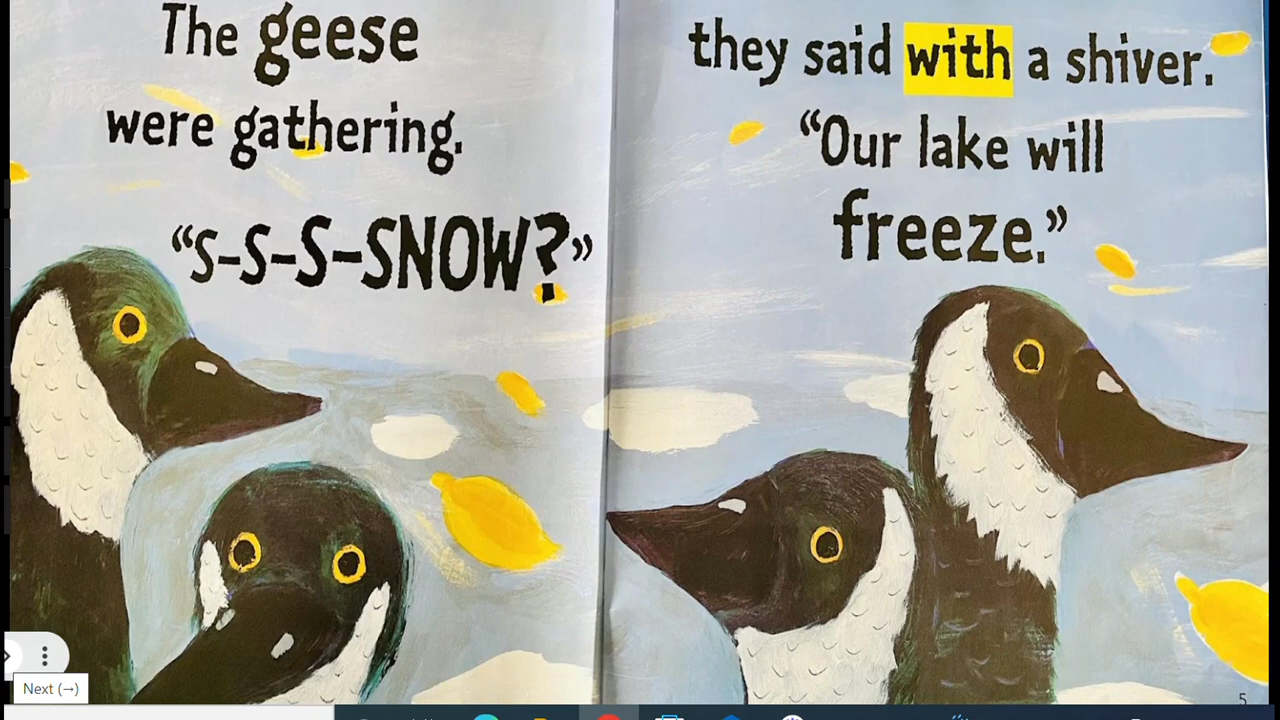 The geese
were gathering.
“S-S-S-SNOW?”
they said with a shiver.
“Our lake will
freeze.”
5
Next (→)